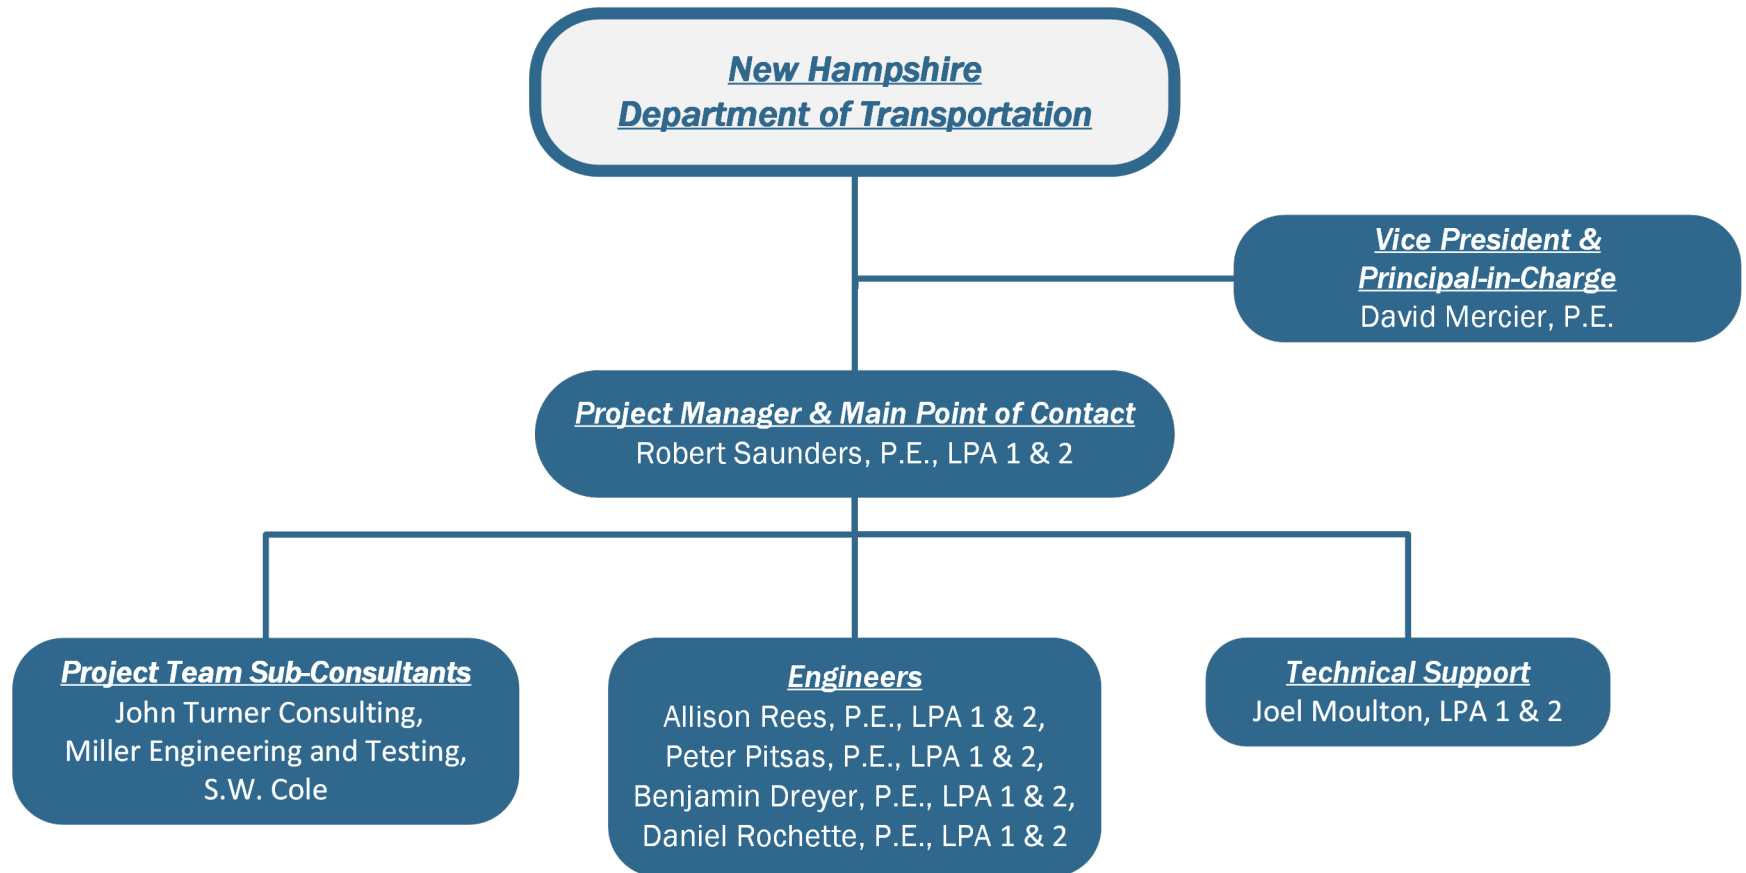 New Hampshire
Department of Transportation
Vice President &
Principal-in-Charge
David Mercier, P.E.
Project Manager & Main Point of Contact
Robert Saunders, P.E., LPA 1 & 2
Project Team Sub-Consultants
John Turner Consulting,
Miller Engineering and Testing,
S.W. Cole
Engineers
Allison Rees, P.E., LPA 1 & 2,
Peter Pitsas, P.E., LPA 1 & 2,
Benjamin Dreyer, P.E., LPA 1 & 2,
Daniel Rochette, P.E., LPA 1 & 2
Technical Support
Joel Moulton, LPA 1 & 2